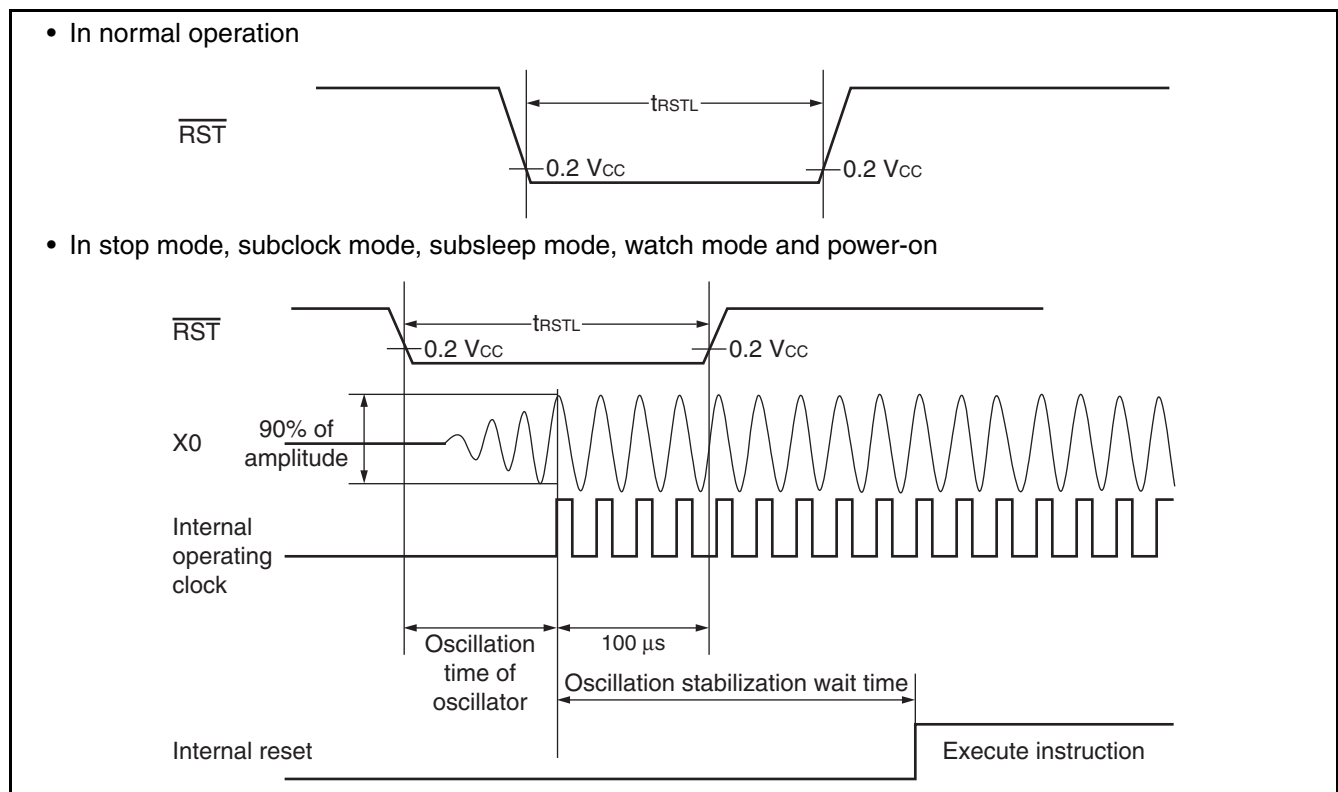 • In normal operation
tRSTL
RST
0.2 VCC
0.2 VCC
• In stop mode, subclock mode, subsleep mode, watch mode and power-on
RST
tRSTL
0.2 VCC
0.2 VCC
X0
90% of
amplitude
Internal
operating
clock
Oscillation
time of
oscillator
100 μs
Oscillation stabilization wait time
Internal reset
Execute instruction